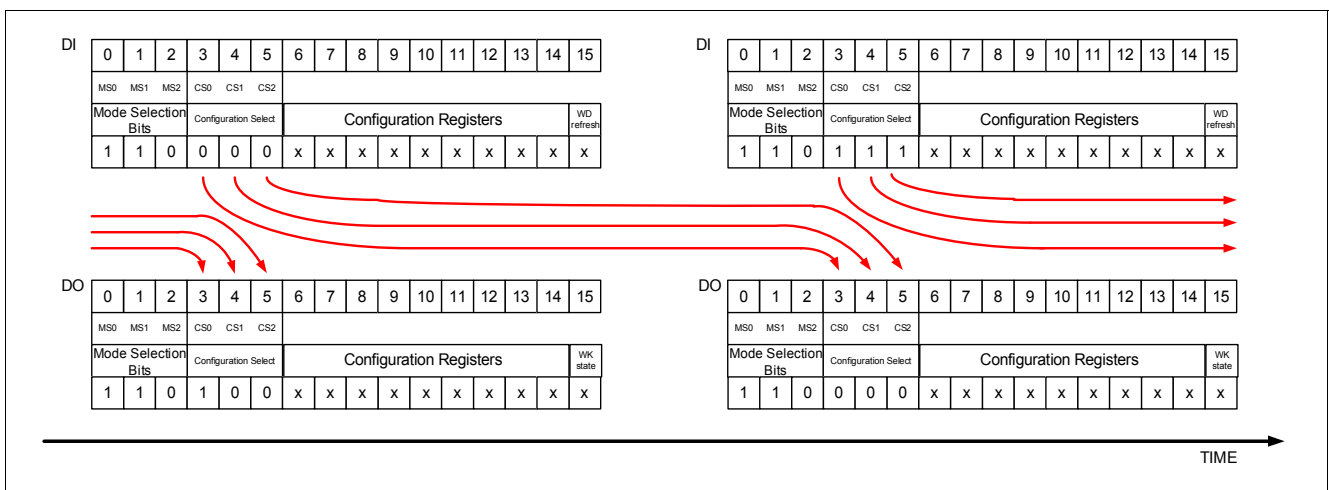 DI 0 1 2 3 4 5 6 7 8 9 10 11 12 13 14 15
MS0 MS1 MS2 CS0 CS1 CS2
Mode Selection Bits Configuration Select Configuration Registers WD refresh
1 1 0 0 0 0 x x x x x x x x x x
DI 0 1 2 3 4 5 6 7 8 9 10 11 12 13 14 15
MS0 MS1 MS2 CS0 CS1 CS2
Mode Selection Bits Configuration Select Configuration Registers WD refresh
1 1 0 1 1 1 x x x x x x x x x x
DO 0 1 2 3 4 5 6 7 8 9 10 11 12 13 14 15
MS0 MS1 MS2 CS0 CS1 CS2
Mode Selection Bits Configuration Select Configuration Registers WK state
1 1 0 1 0 0 x x x x x x x x x x
DO 0 1 2 3 4 5 6 7 8 9 10 11 12 13 14 15
MS0 MS1 MS2 CS0 CS1 CS2
Mode Selection Bits Configuration Select Configuration Registers WK state
1 1 0 0 0 0 x x x x x x x x x x
TIME